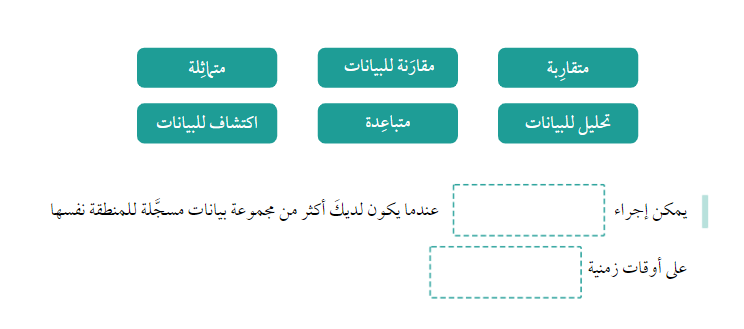 متقارِبة
مقارَنة للبيانات
متماثِلة
تحليل للبيانات
متباعِدة
اكتشاف للبيانات
يمكن إجراء عندما يكون لديكَ أكثر من مجموعة بيانات مسجَّلة للمنطقة نفسها
على أوقات زمنية